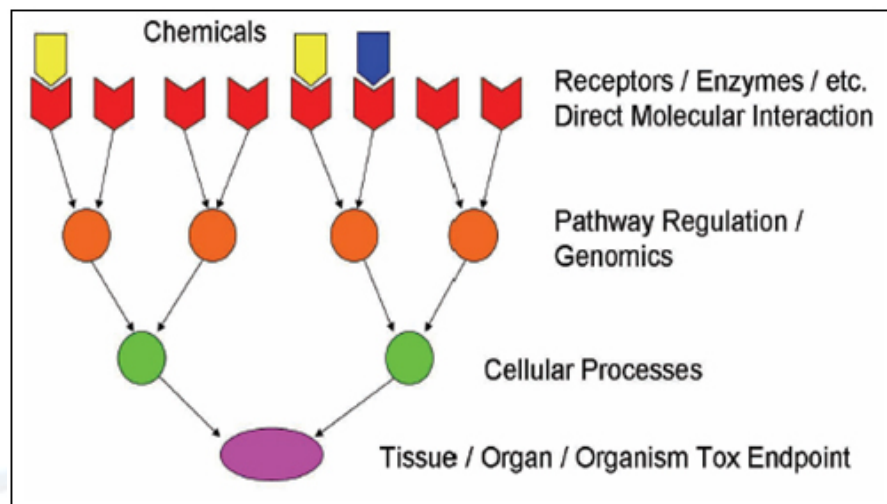 Chemicals
Receptors / Enzymes / etc.
Direct Molecular Interaction
Pathway Regulation /
Genomics
Cellular Processes
Tissue / Organ / Organism Tox Endpoint